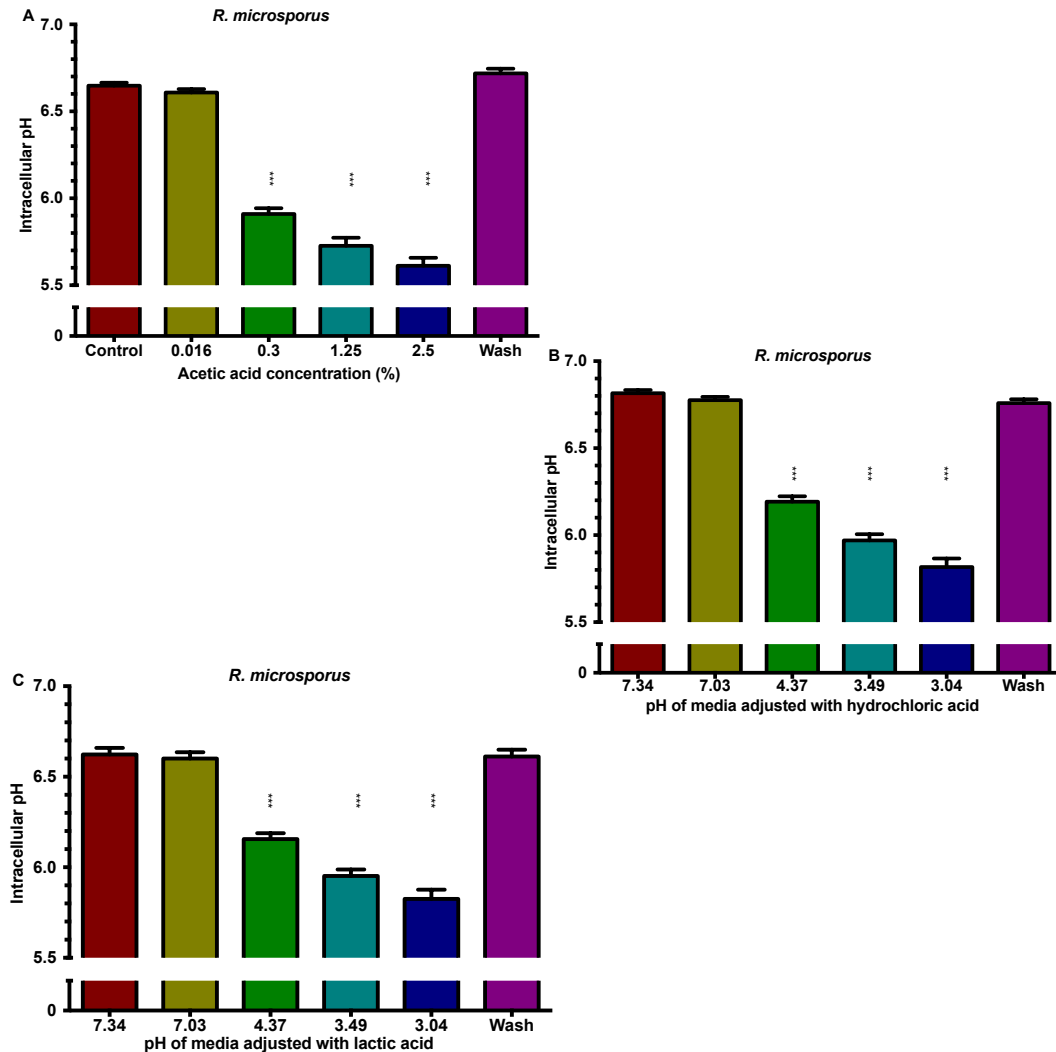 A
R. microsporus
7.0
6.5
6.0
5.5
0
Intracellular pH
***
***
***
Control 0.016 0.3 1.25 2.5 Wash
Acetic acid concentration (%)
B
R. microsporus
7.0
6.5
6.0
5.5
0
Intracellular pH
***
***
***
7.34 7.03 4.37 3.49 3.04 Wash
pH of media adjusted with hydrochloric acid
C
R. microsporus
7.0
6.5
6.0
5.5
0
Intracellular pH
***
***
***
7.34 7.03 4.37 3.49 3.04 Wash
pH of media adjusted with lactic acid